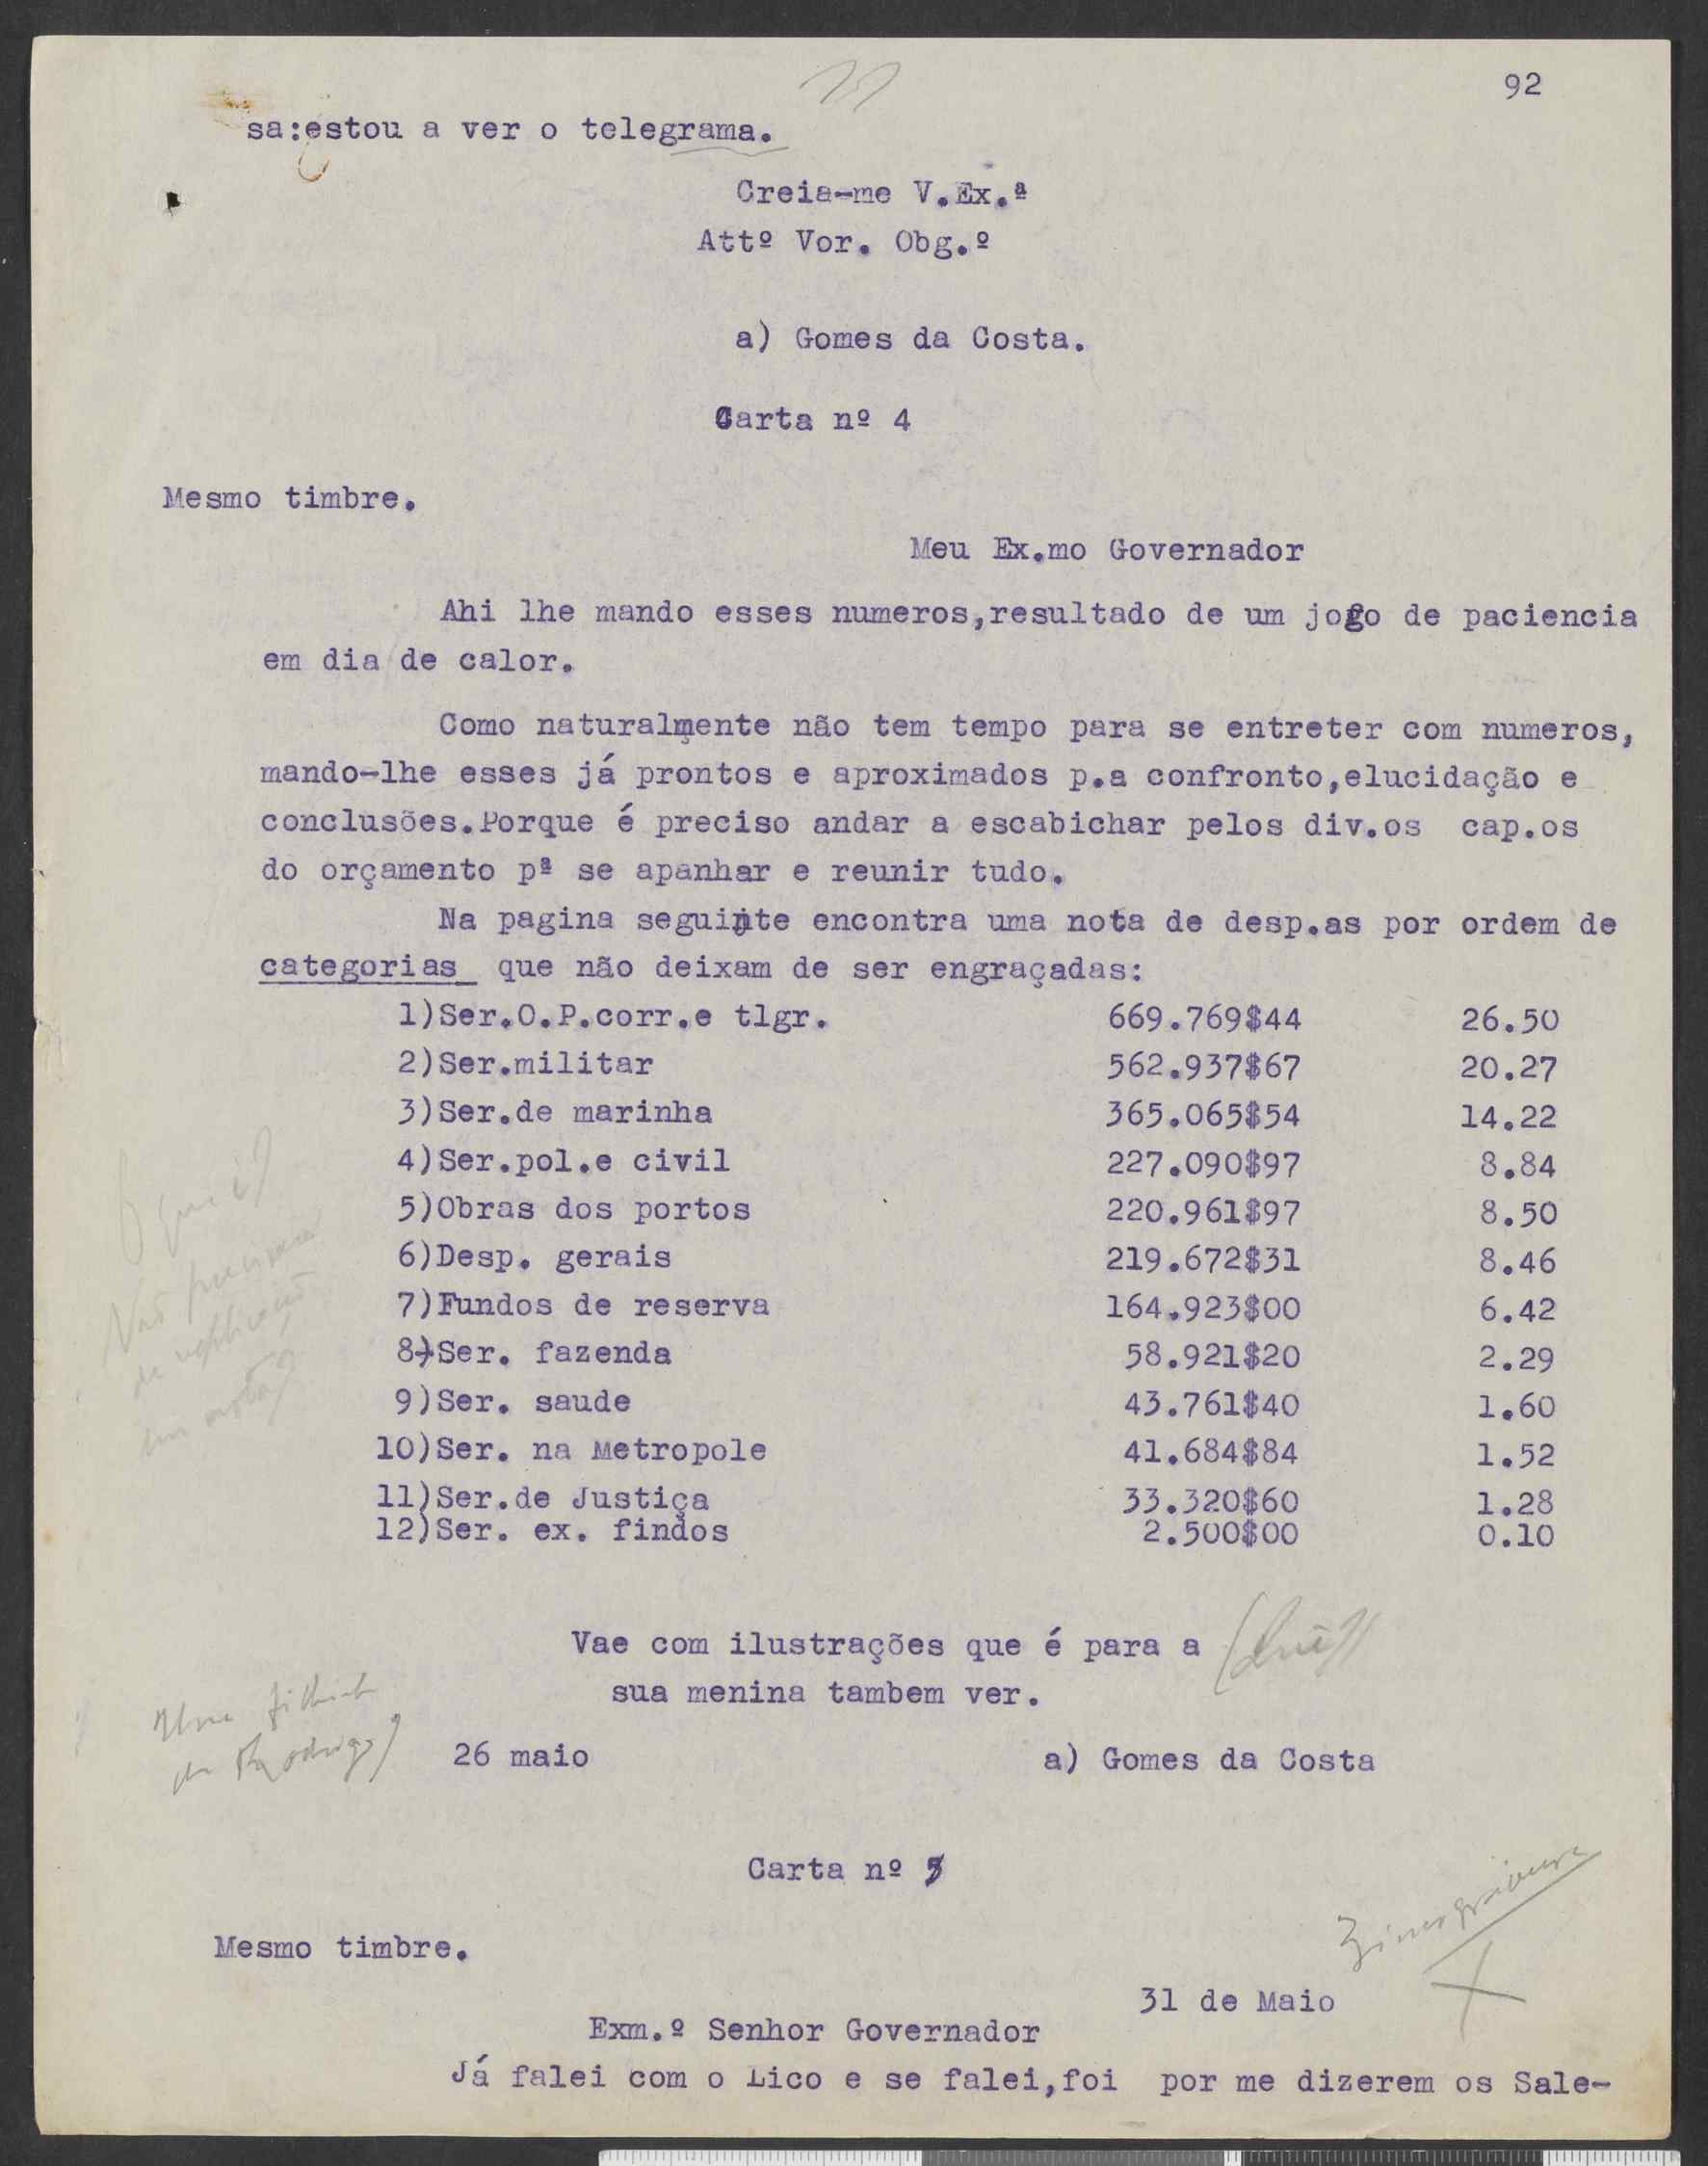 92
sa:estou a ver o telegrama.
Creia-me V.Ex.ª
Attº Vor. Obg.º
a) Gomes da Costa.
Carta nº 4
Mesmo timbre.
Meu Ex.mo Governador
Ahi lhe mando esses numeros,resultado de um jogo de paciencia
em dia de calor.
Como naturalmente não tem tempo para se entreter com numeros,
mando-lhe esses já prontos e aproximados p.a confronto,elucidação e
conclusões.Porque é preciso andar a escabichar pelos div.os cap.os
do orçamento pª se apanhar e reunir tudo.
Na pagina seguinte encontra uma nota de desp.as por ordem de
categorias que não deixam de ser engraçadas:
1)Ser.O.P.corr.e tlgr. 669.769$44 26.50
2)Ser.militar 562.937$67 20.27
3)Ser.de marinha 365.065$54 14.22
4)Ser.pol.e civil 227.090$97 8.84
5)Obras dos portos 220.961$97 8.50
6)Desp. gerais 219.672$31 8.46
7)Fundos de reserva 164.923$00 6.42
8)Ser. fazenda 58.921$20 2.29
9)Ser. saude 43.761$40 1.60
10)Ser. na Metropole 41.684$84 1.52
11)Ser.de Justiça 33.320$60 1.28
12)Ser. ex. findos 2.500$00 0.10
O que é?
Não precisará
de explicação
em nota?
Vae com ilustrações que é para a
sua menina tambem ver.
Uma
de Rodrigo)
26 maio a) Gomes da Costa
Carta nº 5
Mesmo timbre.
31 de Maio
Exm.º Senhor Governador
Já falei com o Lico e se falei,foi por me dizerem os Sale-